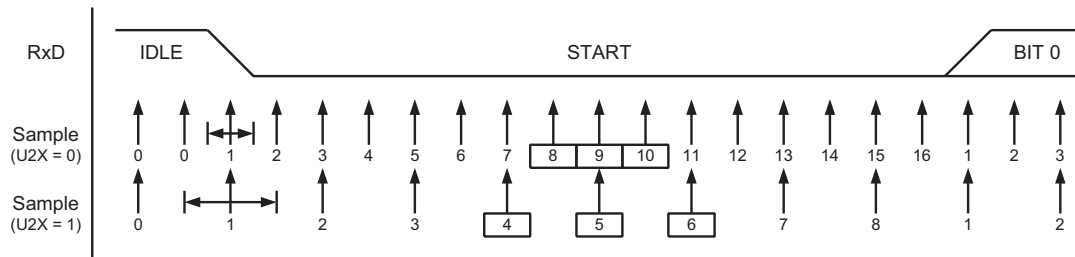 RxD IDLE START BIT 0
Sample
(U2X = 0) 0 0 1 2 3 4 5 6 7 8 9 10 11 12 13 14 15 16 1 2 3
Sample
(U2X = 1) 0 1 2 3 4 5 6 7 8 1 2